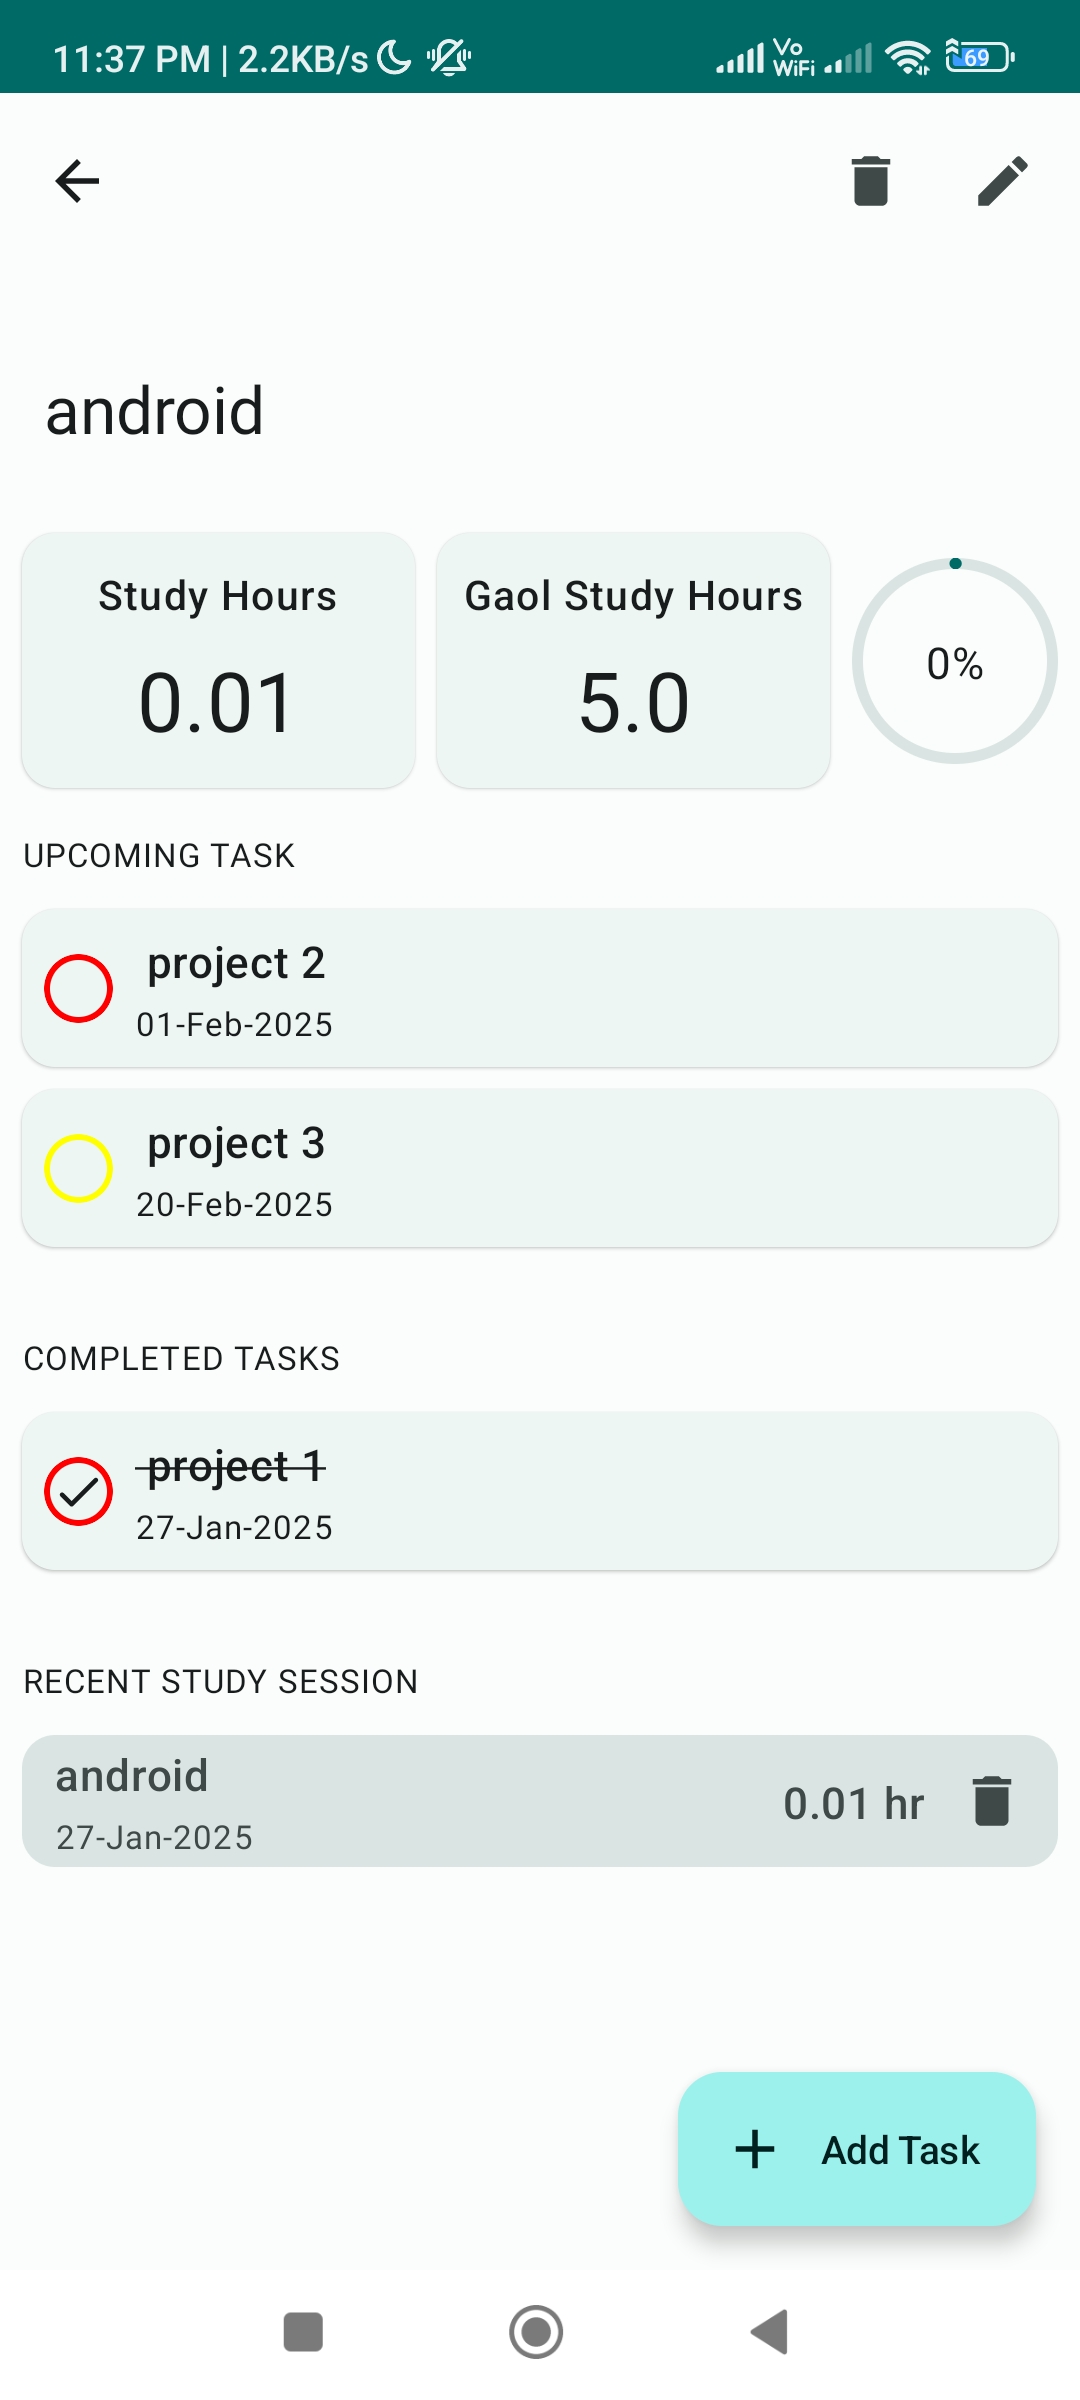 11:37 PM | 2.2KB/s Vo WiFi 69
android
Study Hours
0.01
Gaol Study Hours
5.0
0%
UPCOMING TASK
project 2
01-Feb-2025
project 3
20-Feb-2025
COMPLETED TASKS
project 1
27-Jan-2025
RECENT STUDY SESSION
android
27-Jan-2025
0.01 hr
Add Task